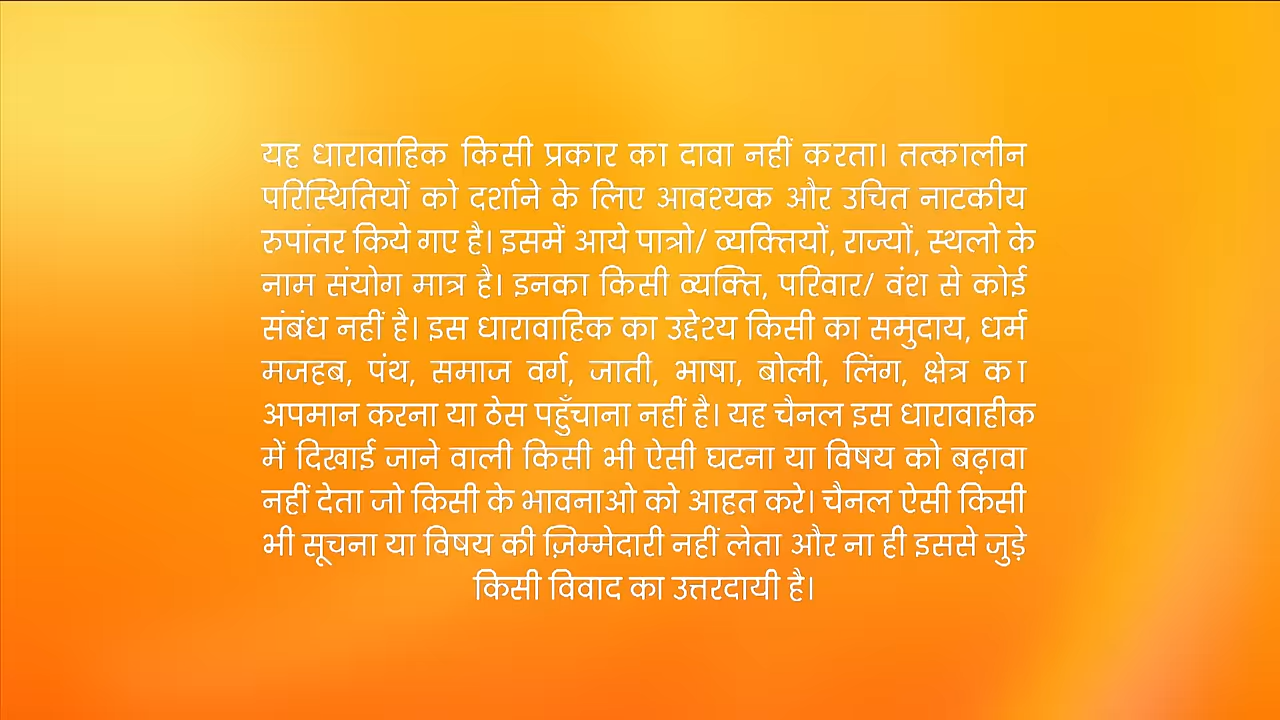 यह धारावाहिक किसी प्रकार का दावा नहीं करता। तत्कालीन
परिस्थितियों को दर्शाने के लिए आवश्यक और उचित नाटकीय
रुपांतर किये गए है। इसमें आये पात्रो/ व्यक्तियों, राज्यों, स्थलो के
नाम संयोग मात्र है। इनका किसी व्यक्ति, परिवार/ वंश से कोई
संबंध नहीं है। इस धारावाहिक का उद्देश्य किसी का समुदाय, धर्म
मजहब, पंथ, समाज वर्ग, जाती, भाषा, बोली, लिंग, क्षेत्र का
अपमान करना या ठेस पहुँचाना नहीं है। यह चैनल इस धारावाहीक
में दिखाई जाने वाली किसी भी ऐसी घटना या विषय को बढ़ावा
नहीं देता जो किसी के भावनाओ को आहत करे। चैनल ऐसी किसी
भी सूचना या विषय की ज़िम्मेदारी नहीं लेता और ना ही इससे जुड़े
किसी विवाद का उत्तरदायी है।